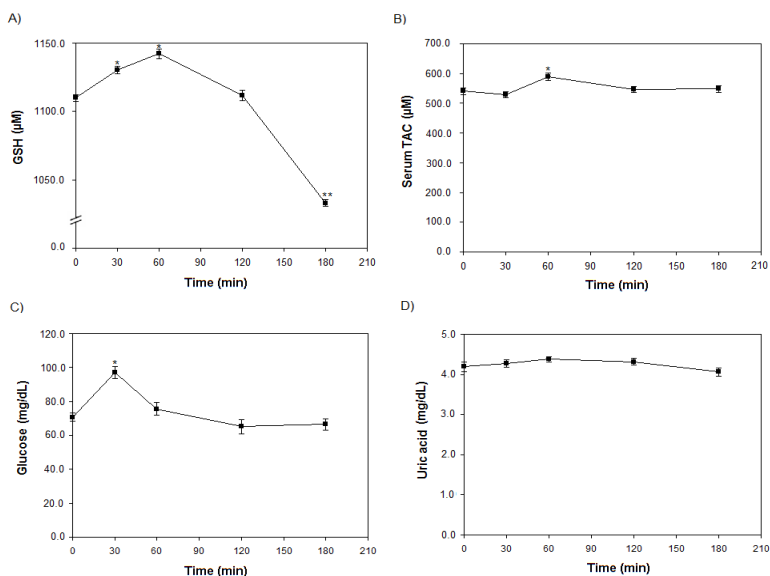 A)
1150.0
1100.0
1050.0
0.0
GSH (µM)
*
*
**
0 30 60 90 120 150 180 210
Time (min)
B)
700.0
600.0
500.0
400.0
300.0
200.0
100.0
0.0
Serum TAC (µM)
*
0 30 60 90 120 150 180 210
Time (min)
C)
120.0
100.0
80.0
60.0
40.0
20.0
0.0
Glucose (mg/dL)
*
0 30 60 90 120 150 180 210
Time (min)
D)
5.0
4.0
3.0
2.0
1.0
0.0
Uric acid (mg/dL)
0 30 60 90 120 150 180 210
Time (min)